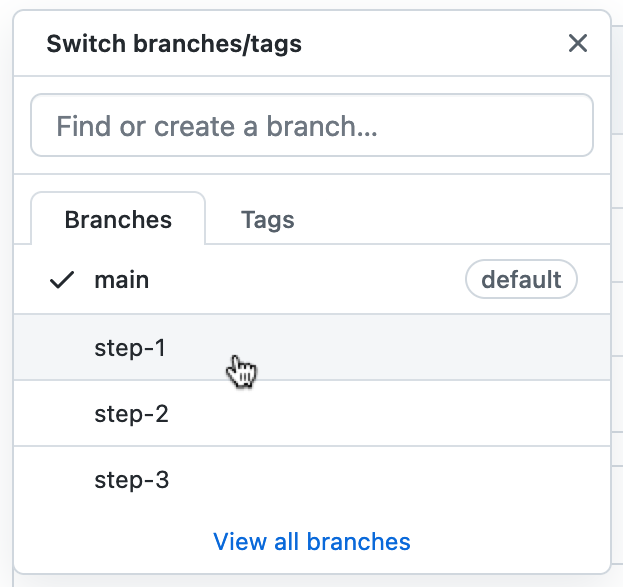 Switch branches/tags
Find or create a branch...
Branches Tags
main default
step-1
step-2
step-3
View all branches